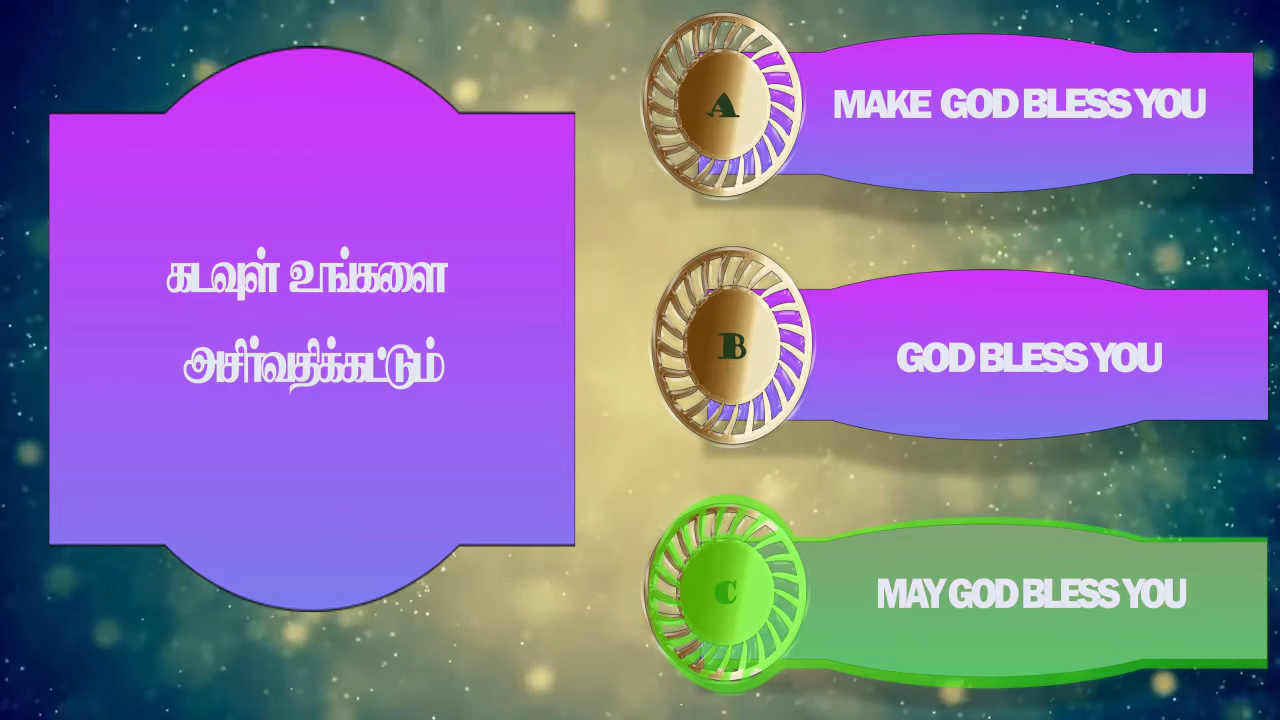 கடவுள் உங்களை
அசிர்வதிக்கட்டும்
A
MAKE GOD BLESS YOU
B
GOD BLESS YOU
C
MAY GOD BLESS YOU